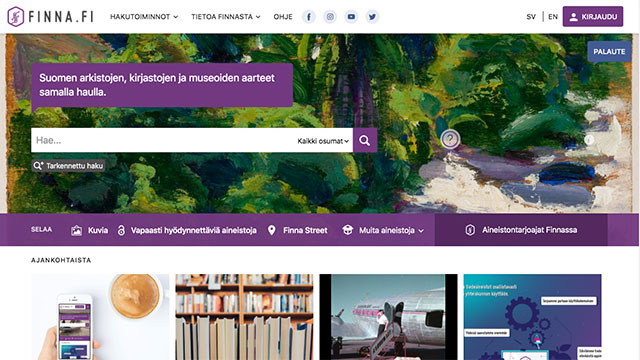 FINNA.FI
HAKUTOIMINNOT
TIETOA FINNASTA
OHJE
SV | EN
KIRJAUDU
PALAUTE
Suomen arkistojen, kirjastojen ja museoiden aarteet
samalla haulla.
Hae...
Kaikki osumat
Tarkennettu haku
SELAA
Kuvia
Vapaasti hyödynnettäviä aineistoja
Finna Street
Muita aineistoja
Aineistontarjoajat Finnassa
AJANKOHTAISTA